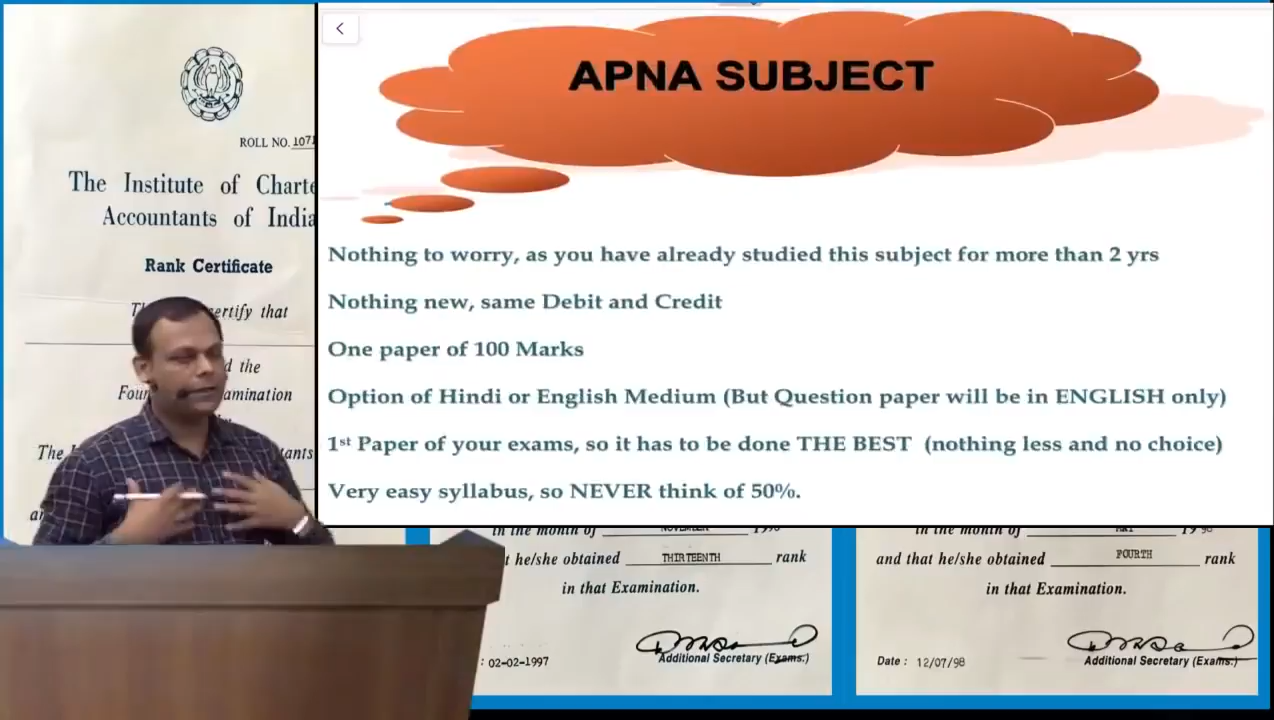 APNA SUBJECT
Nothing to worry, as you have already studied this subject for more than 2 yrs
Nothing new, same Debit and Credit
One paper of 100 Marks
Option of Hindi or English Medium (But Question paper will be in ENGLISH only)
1st Paper of your exams, so it has to be done THE BEST (nothing less and no choice)
Very easy syllabus, so NEVER think of 50%.
ROLL NO. 1071
The Institute of Charte
Accountants of India
Rank Certificate
ertify that
d the
Foun amination
The I ntants
in the month of NOVEMBER
t he/she obtained THIRTEENTH rank
in that Examination.
: 02-02-1997
Additional Secretary (Exams.)
in the month of MAY
and that he/she obtained FOURTH rank
in that Examination.
Date : 12/07/98
Additional Secretary (Exams.)